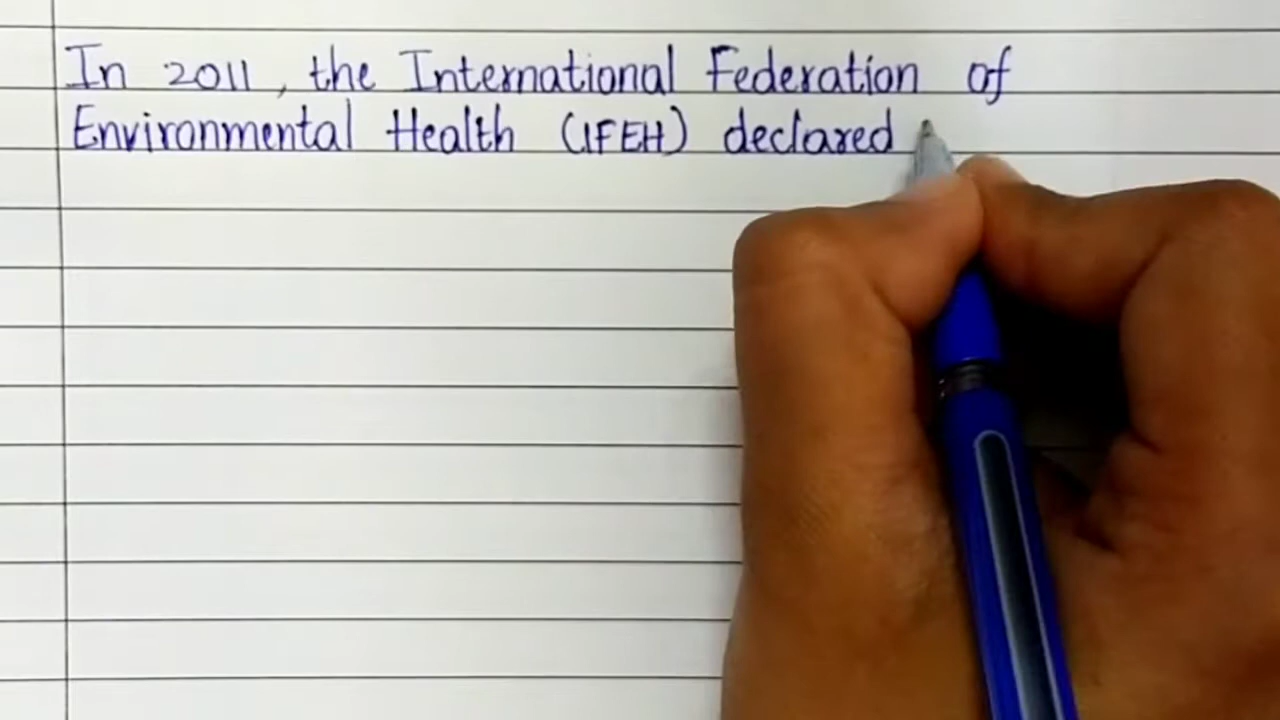 In 2011, the International Federation of
Environmental Health (IFEH) declared